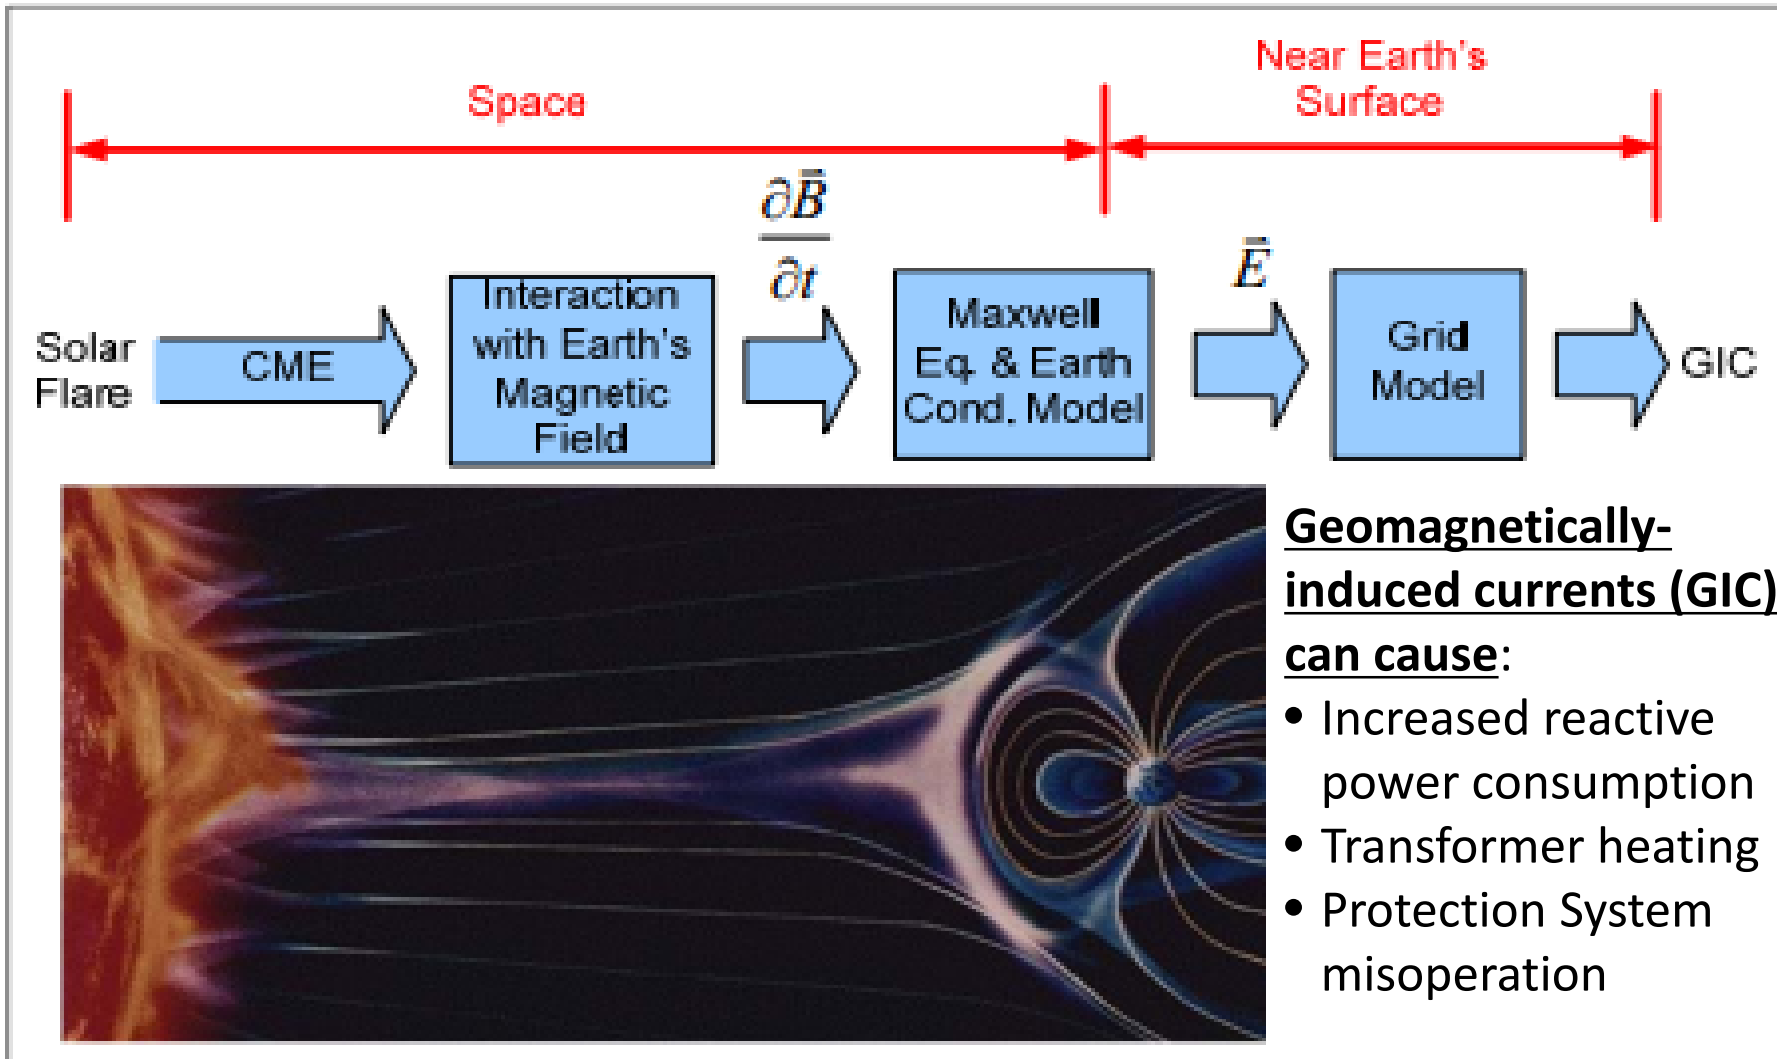 Space
Near Earth's
Surface
∂B̄
∂t
Ē
Solar
Flare
CME
Interaction
with Earth's
Magnetic
Field
Maxwell
Eq. & Earth
Cond. Model
Grid
Model
GIC
Geomagnetically-
induced currents (GIC)
can cause:
• Increased reactive
power consumption
• Transformer heating
• Protection System
misoperation